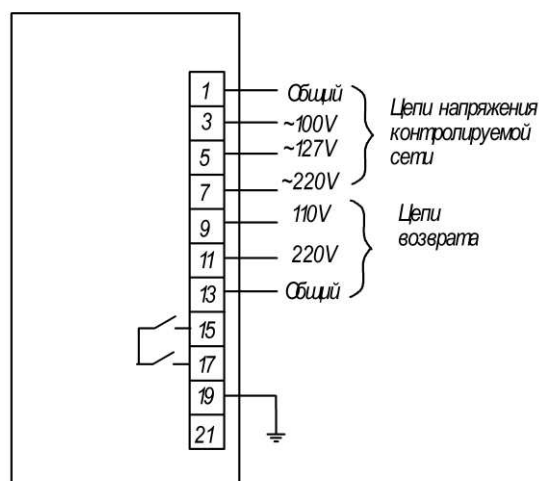 1 Общий
3 ~100V
5 ~127V
7 ~220V
Цепи напряжения
контролируемой
сети
9 110V
11 220V
13 Общий
Цепи
возврата
15
17
19
21